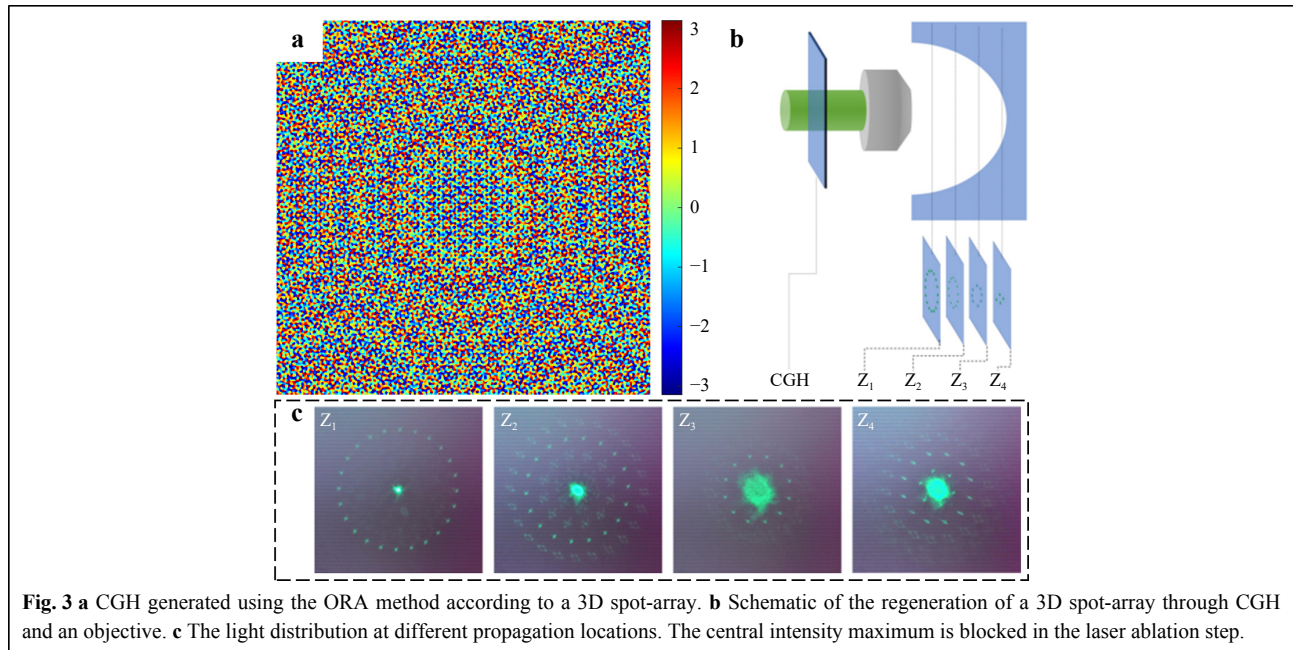 a
3
2
1
0
−1
−2
−3
b
CGH Z₁ Z₂ Z₃ Z₄
c
Z₁ Z₂ Z₃ Z₄
Fig. 3 a CGH generated using the ORA method according to a 3D spot-array. b Schematic of the regeneration of a 3D spot-array through CGH
and an objective. c The light distribution at different propagation locations. The central intensity maximum is blocked in the laser ablation step.